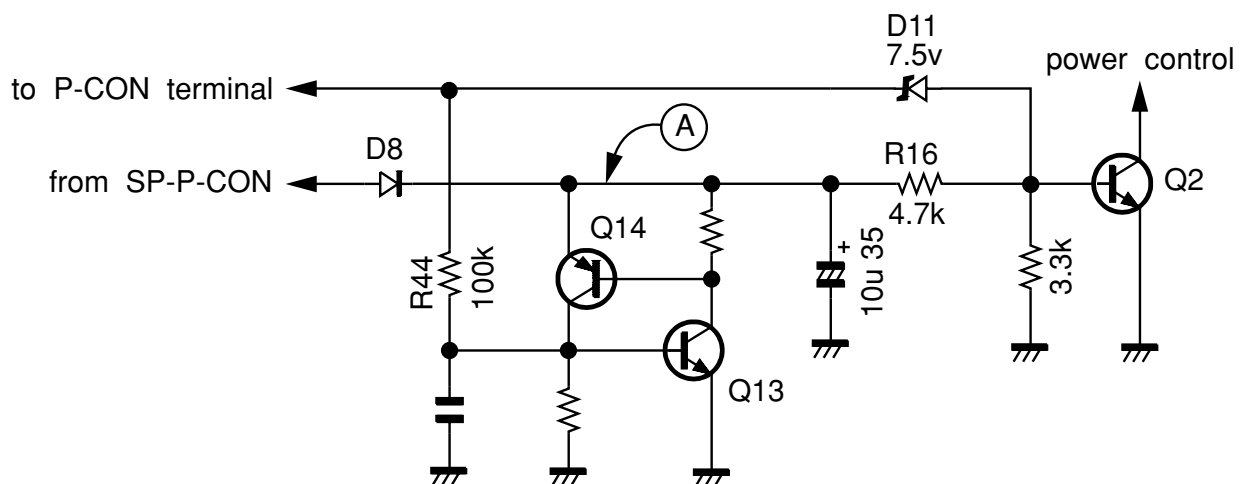 D11
7.5v
power control
to P-CON terminal
A
D8
R16
from SP-P-CON
4.7k
Q2
Q14
+
R44
100k
10u 35
3.3k
Q13